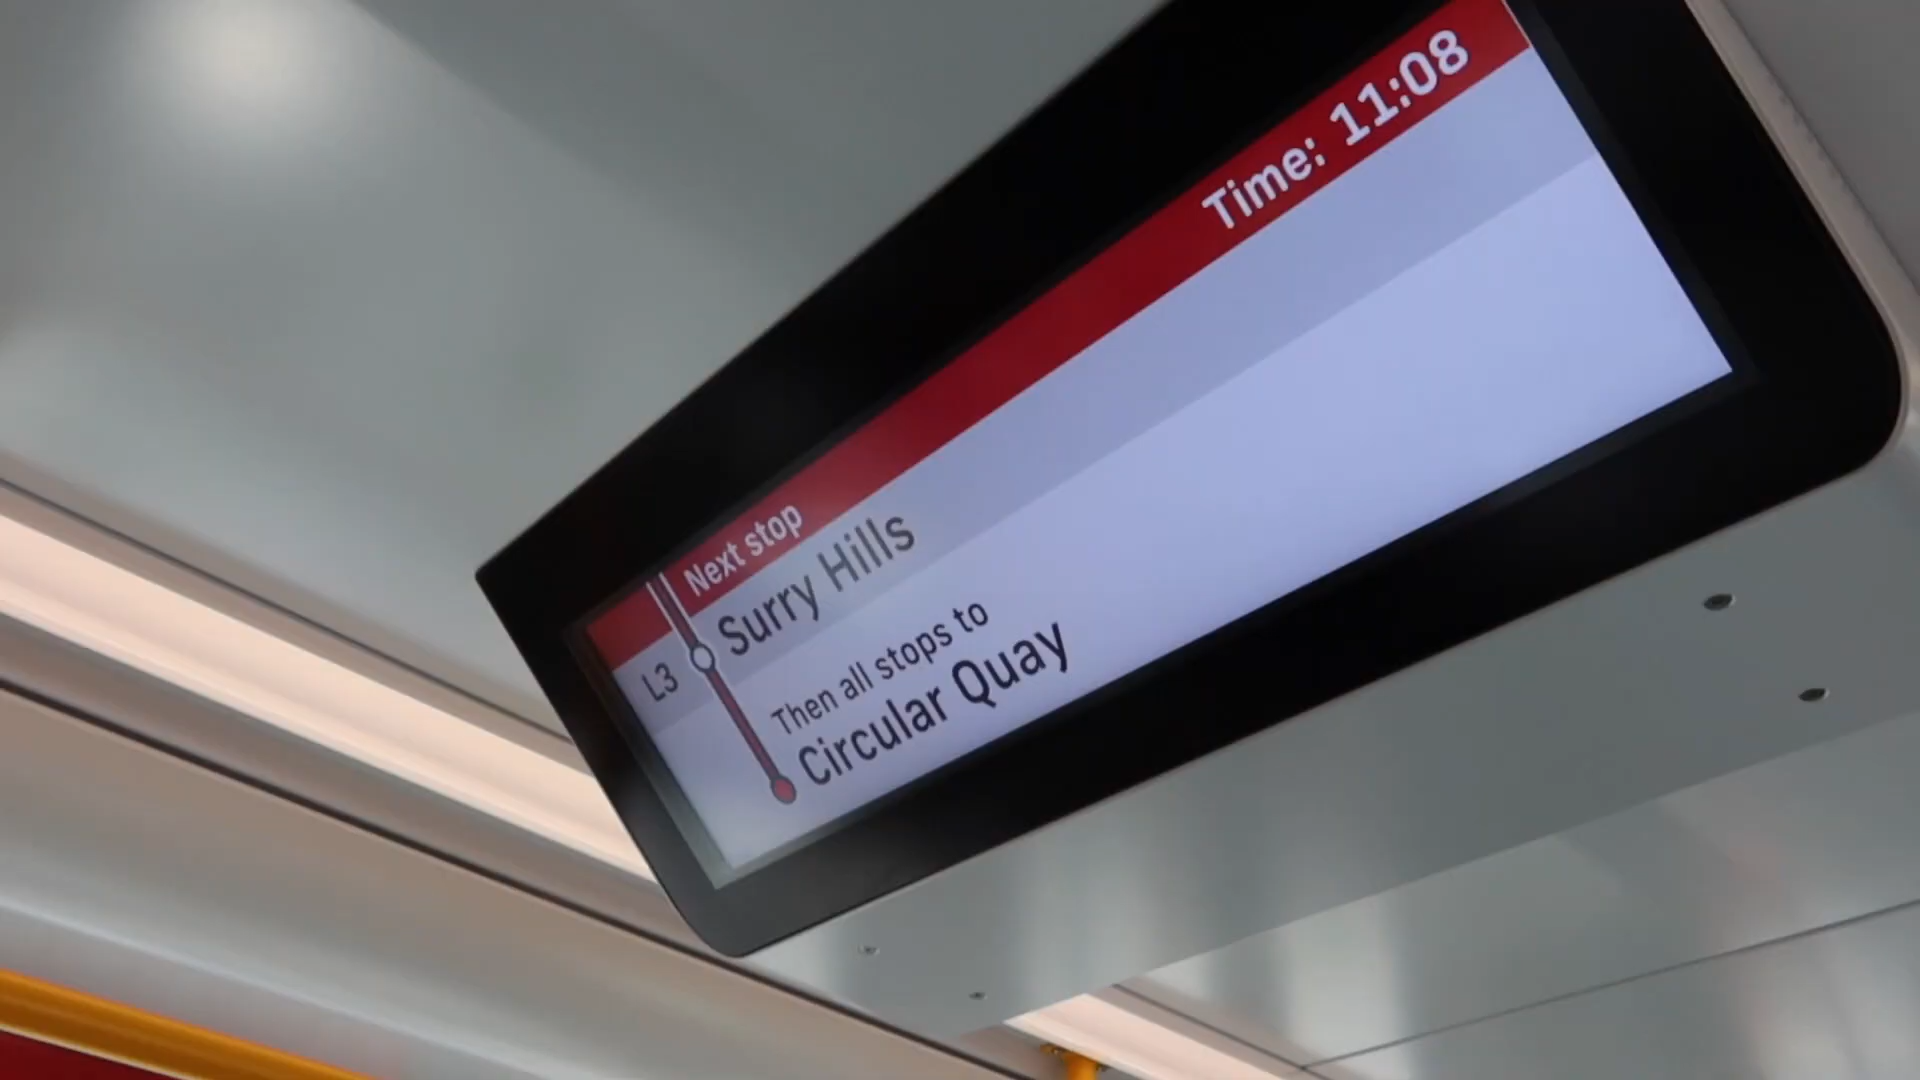 Time: 11:08
Next stop
L3 Surry Hills
Then all stops to
Circular Quay